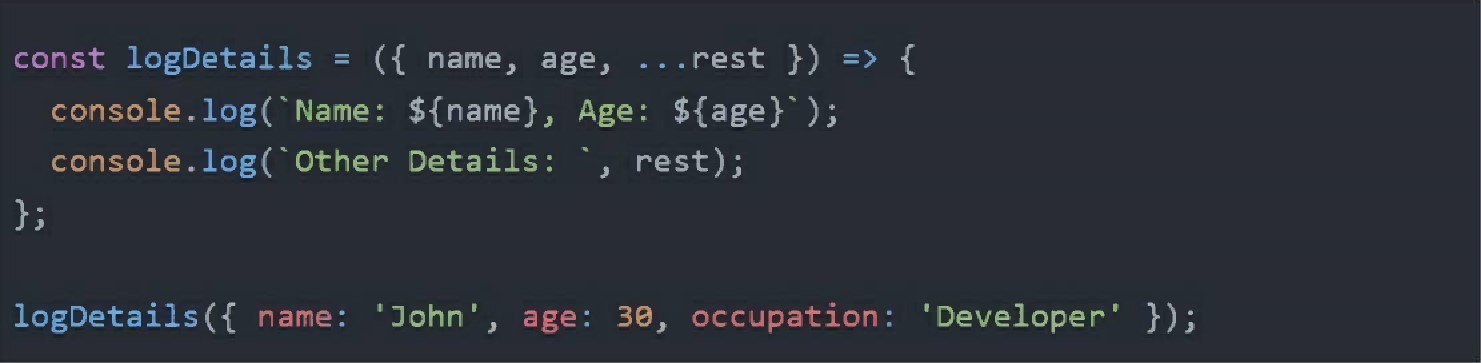 const logDetails = ({ name, age, ...rest }) => {
  console.log(`Name: ${name}, Age: ${age}`);
  console.log(`Other Details: `, rest);
};

logDetails({ name: 'John', age: 30, occupation: 'Developer' });